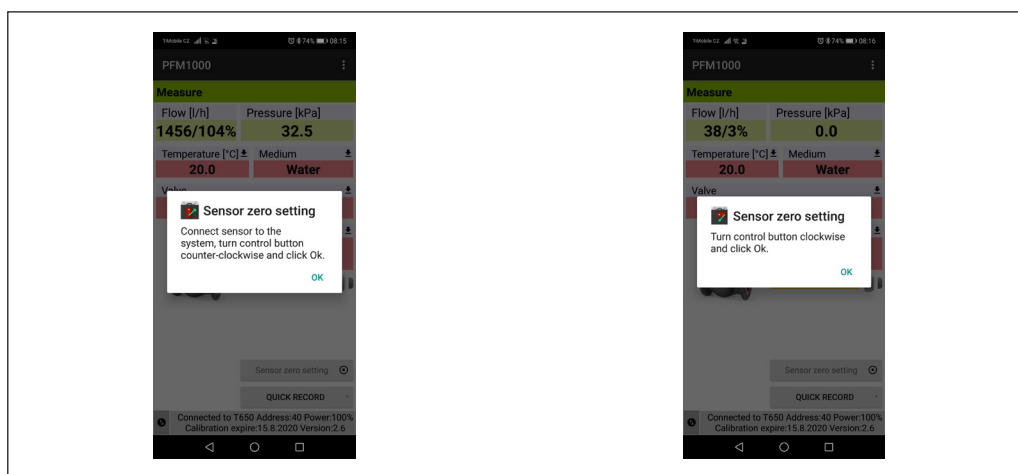 T-Mobile CZ 74% 08:15
PFM1000
Measure
Flow [l/h] Pressure [kPa]
1456/104% 32.5
Temperature [°C] Medium
20.0 Water
Valve
Sensor zero setting
Connect sensor to the
system, turn control button
counter-clockwise and click Ok.
OK
Sensor zero setting
QUICK RECORD
Connected to T650 Address:40 Power:100%
Calibration expire:15.8.2020 Version:2.6
T-Mobile CZ 74% 08:16
PFM1000
Measure
Flow [l/h] Pressure [kPa]
38/3% 0.0
Temperature [°C] Medium
20.0 Water
Valve
Sensor zero setting
Turn control button clockwise
and click Ok.
OK
Sensor zero setting
QUICK RECORD
Connected to T650 Address:40 Power:100%
Calibration expire:15.8.2020 Version:2.6